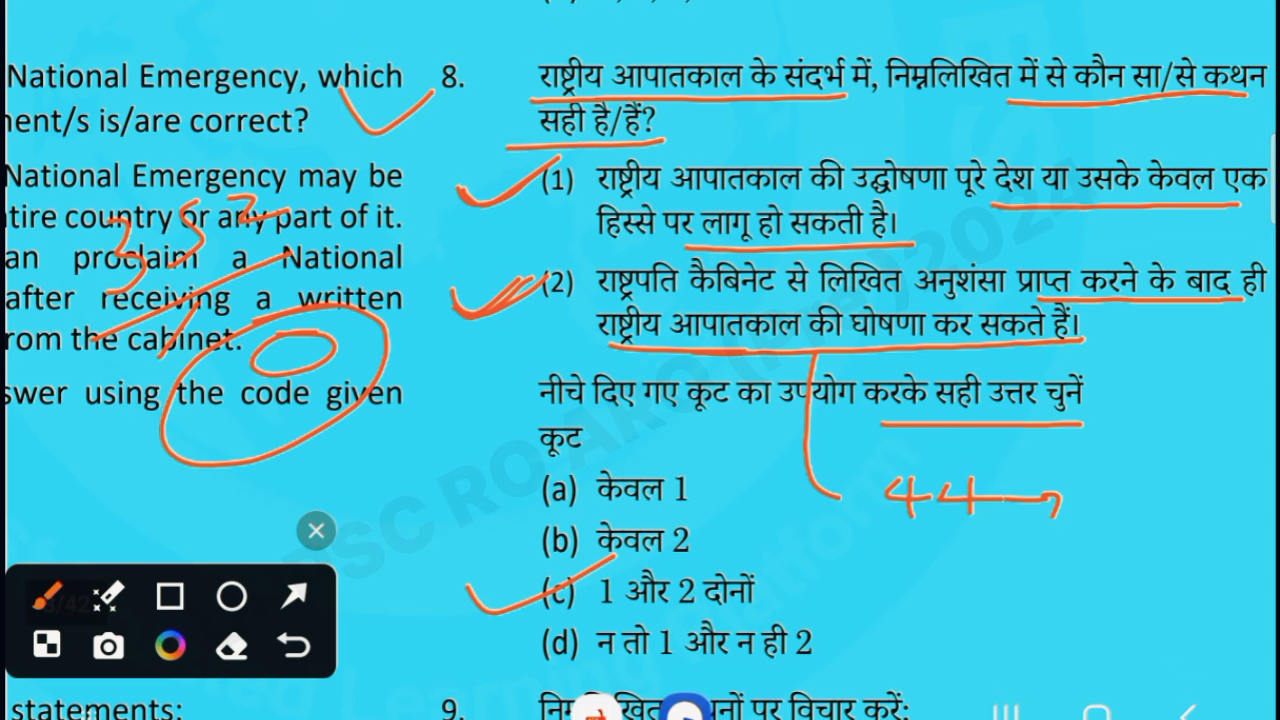 National Emergency, which
ent/s is/are correct?
National Emergency may be
tire country or any part of it.
an proclaim a National
after receiving a written
rom the cabinet.
swer using the code given
352
statements:
8. राष्ट्रीय आपातकाल के संदर्भ में, निम्नलिखित में से कौन सा/से कथन
सही है/हैं?
(1) राष्ट्रीय आपातकाल की उद्घोषणा पूरे देश या उसके केवल एक
हिस्से पर लागू हो सकती है।
(2) राष्ट्रपति कैबिनेट से लिखित अनुशंसा प्राप्त करने के बाद ही
राष्ट्रीय आपातकाल की घोषणा कर सकते हैं।
नीचे दिए गए कूट का उपयोग करके सही उत्तर चुनें
कूट
(a) केवल 1
(b) केवल 2
(c) 1 और 2 दोनों
(d) न तो 1 और न ही 2
44
9. पर विचार करें: